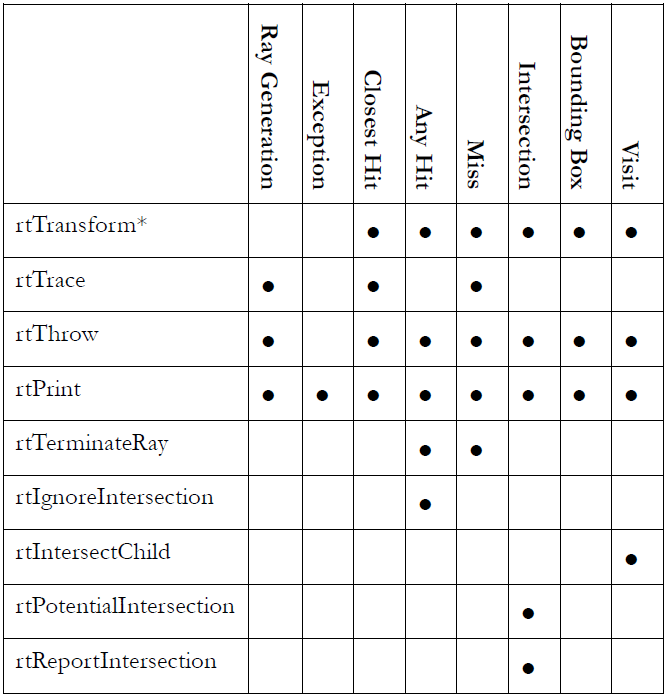 Ray Generation
Exception
Closest Hit
Any Hit
Miss
Intersection
Bounding Box
Visit
rtTransform*
rtTrace
rtThrow
rtPrint
rtTerminateRay
rtIgnoreIntersection
rtIntersectChild
rtPotentialIntersection
rtReportIntersection